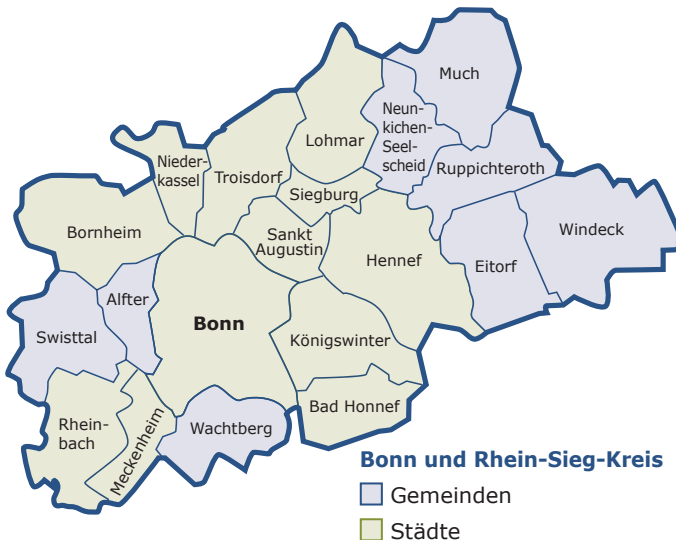 Much
Neun-
kichen-
Seel-
scheid
Lohmar
Nieder-
kassel
Troisdorf
Ruppichteroth
Siegburg
Bornheim
Sankt
Augustin
Windeck
Hennef
Eitorf
Alfter
Bonn
Swisttal
Königswinter
Bad Honnef
Rhein-
bach
Meckenheim
Wachtberg
Bonn und Rhein-Sieg-Kreis
Gemeinden
Städte